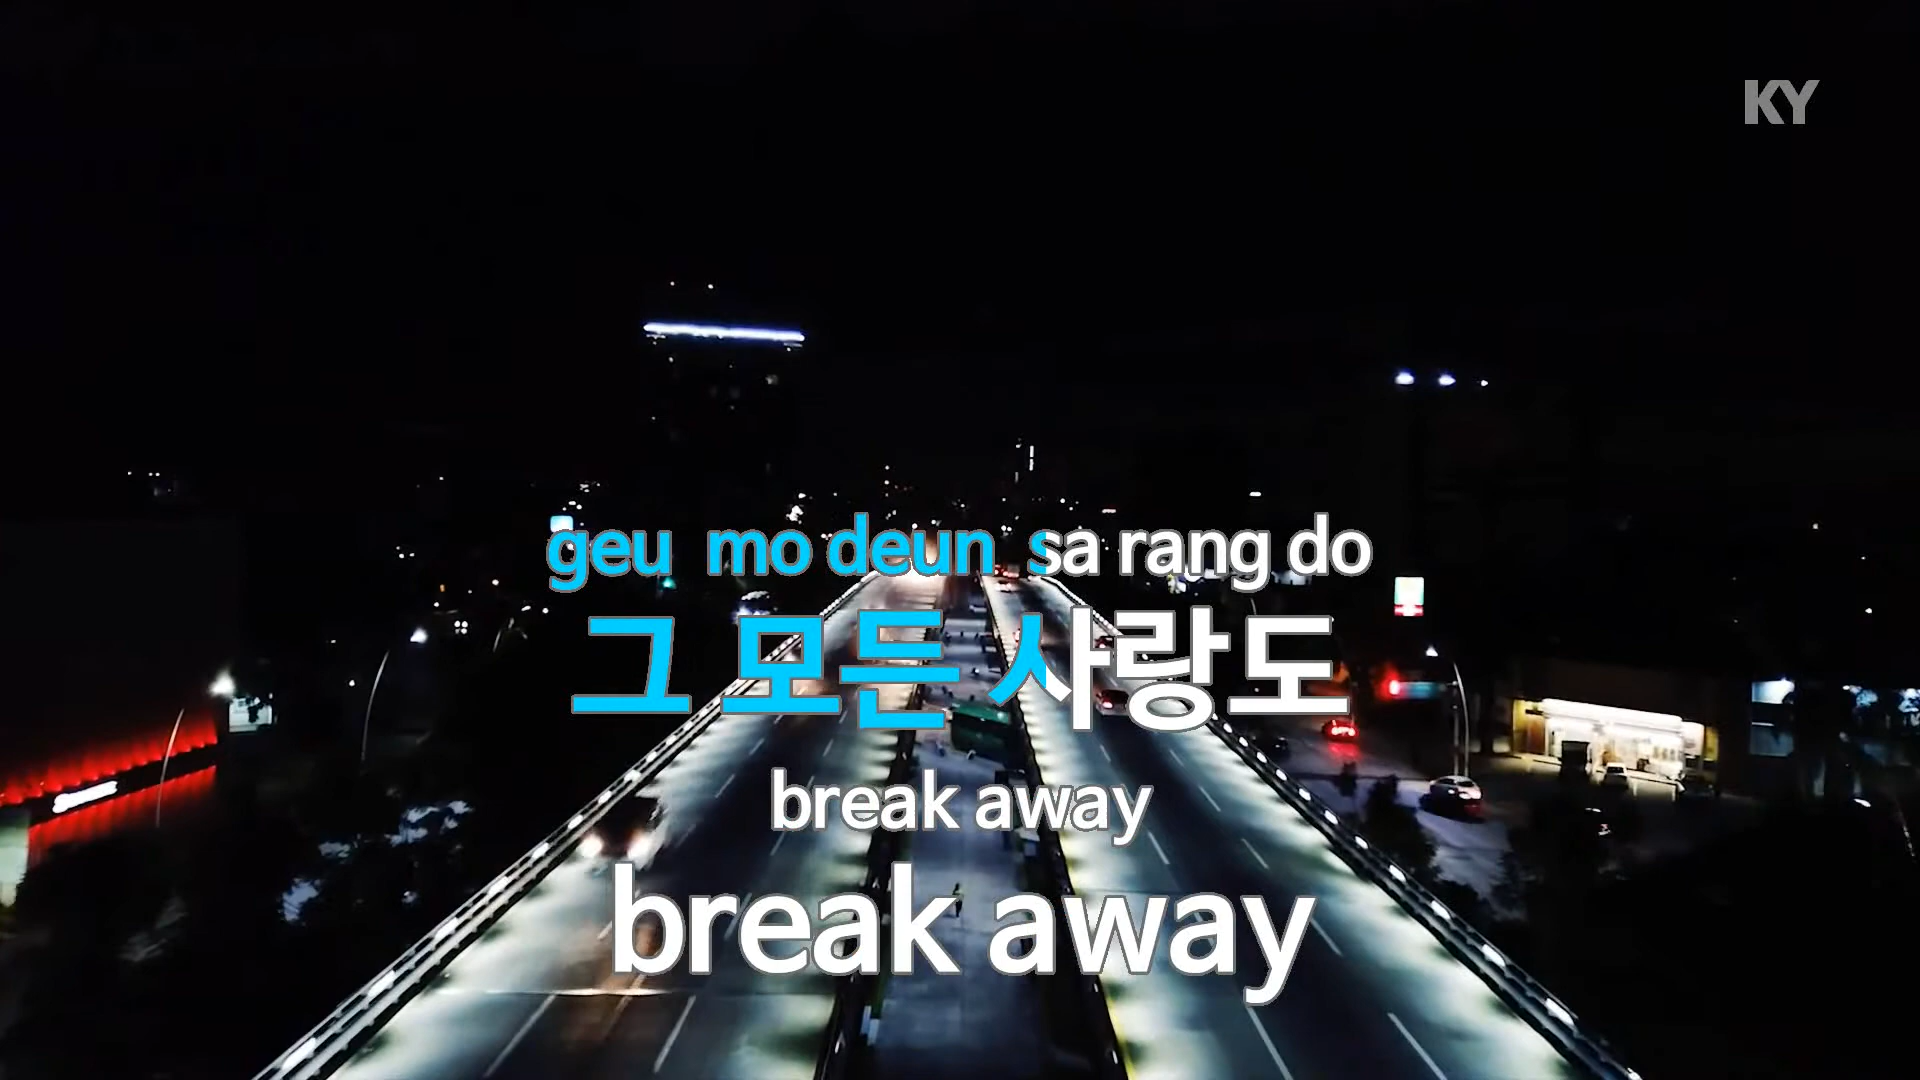 KY
geu mo deun sa rang do
그 모든 사랑도
break away
break away